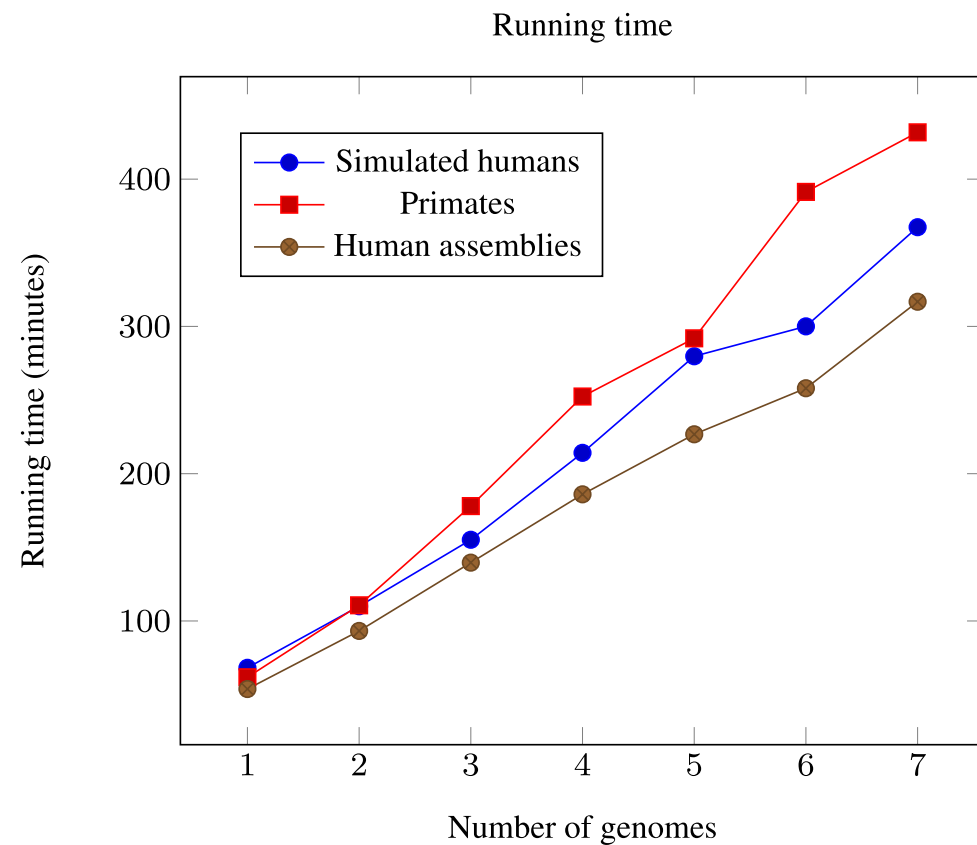 Running time
Simulated humans
Primates
Human assemblies
400
300
200
100
Running time (minutes)
1 2 3 4 5 6 7
Number of genomes